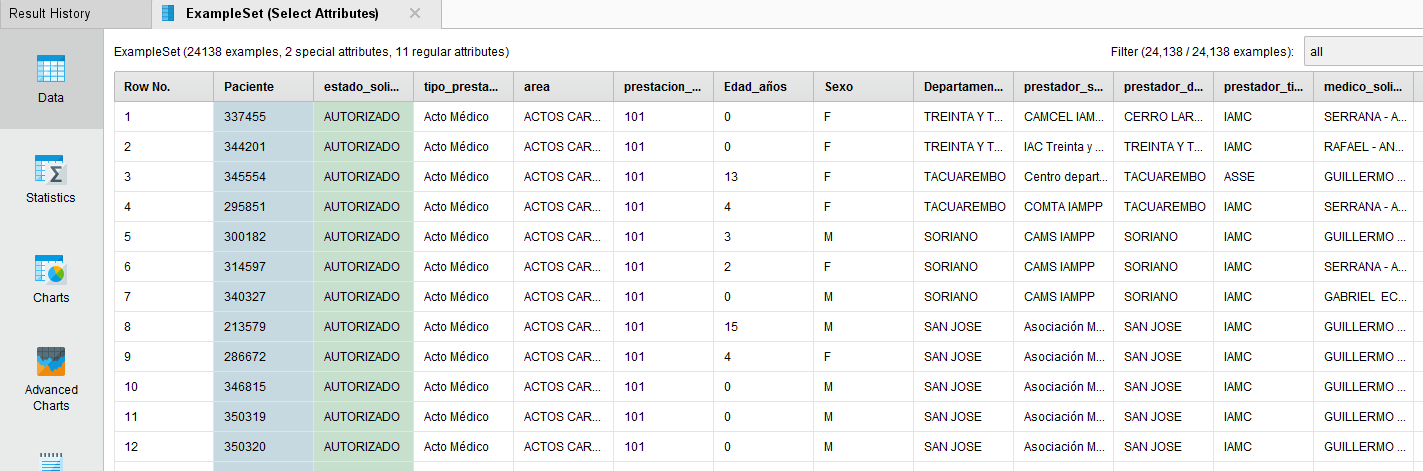 Result History ExampleSet (Select Attributes)
ExampleSet (24138 examples, 2 special attributes, 11 regular attributes) Filter (24,138 / 24,138 examples): all
Data
Statistics
Charts
Advanced
Charts
Row No. Paciente estado_soli... tipo_presta... area prestacion_... Edad_años Sexo Departamen... prestador_s... prestador_d... prestador_ti... medico_soli...
1 337455 AUTORIZADO Acto Médico ACTOS CAR... 101 0 F TREINTA Y T... CAMCEL IAM... CERRO LAR... IAMC SERRANA - A...
2 344201 AUTORIZADO Acto Médico ACTOS CAR... 101 0 F TREINTA Y T... IAC Treinta y ... TREINTA Y T... IAMC RAFAEL - AN...
3 345554 AUTORIZADO Acto Médico ACTOS CAR... 101 13 F TACUAREMBO Centro depart... TACUAREMBO ASSE GUILLERMO ...
4 295851 AUTORIZADO Acto Médico ACTOS CAR... 101 4 F TACUAREMBO COMTA IAMPP TACUAREMBO IAMC SERRANA - A...
5 300182 AUTORIZADO Acto Médico ACTOS CAR... 101 3 M SORIANO CAMS IAMPP SORIANO IAMC GUILLERMO ...
6 314597 AUTORIZADO Acto Médico ACTOS CAR... 101 2 F SORIANO CAMS IAMPP SORIANO IAMC SERRANA - A...
7 340327 AUTORIZADO Acto Médico ACTOS CAR... 101 0 M SORIANO CAMS IAMPP SORIANO IAMC GABRIEL EC...
8 213579 AUTORIZADO Acto Médico ACTOS CAR... 101 15 M SAN JOSE Asociación M... SAN JOSE IAMC GUILLERMO ...
9 286672 AUTORIZADO Acto Médico ACTOS CAR... 101 4 F SAN JOSE Asociación M... SAN JOSE IAMC GUILLERMO ...
10 346815 AUTORIZADO Acto Médico ACTOS CAR... 101 0 M SAN JOSE Asociación M... SAN JOSE IAMC GUILLERMO ...
11 350319 AUTORIZADO Acto Médico ACTOS CAR... 101 0 M SAN JOSE Asociación M... SAN JOSE IAMC GUILLERMO ...
12 350320 AUTORIZADO Acto Médico ACTOS CAR... 101 0 M SAN JOSE Asociación M... SAN JOSE IAMC GUILLERMO ...